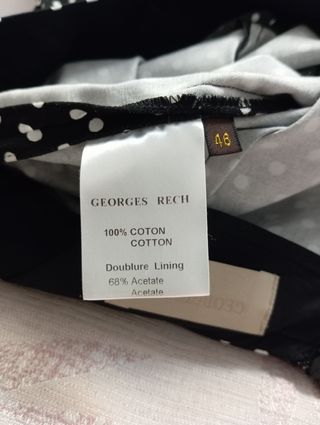 46
GEORGES RECH
100% COTON
COTTON
Doublure Lining
68% Acetate
Acetate